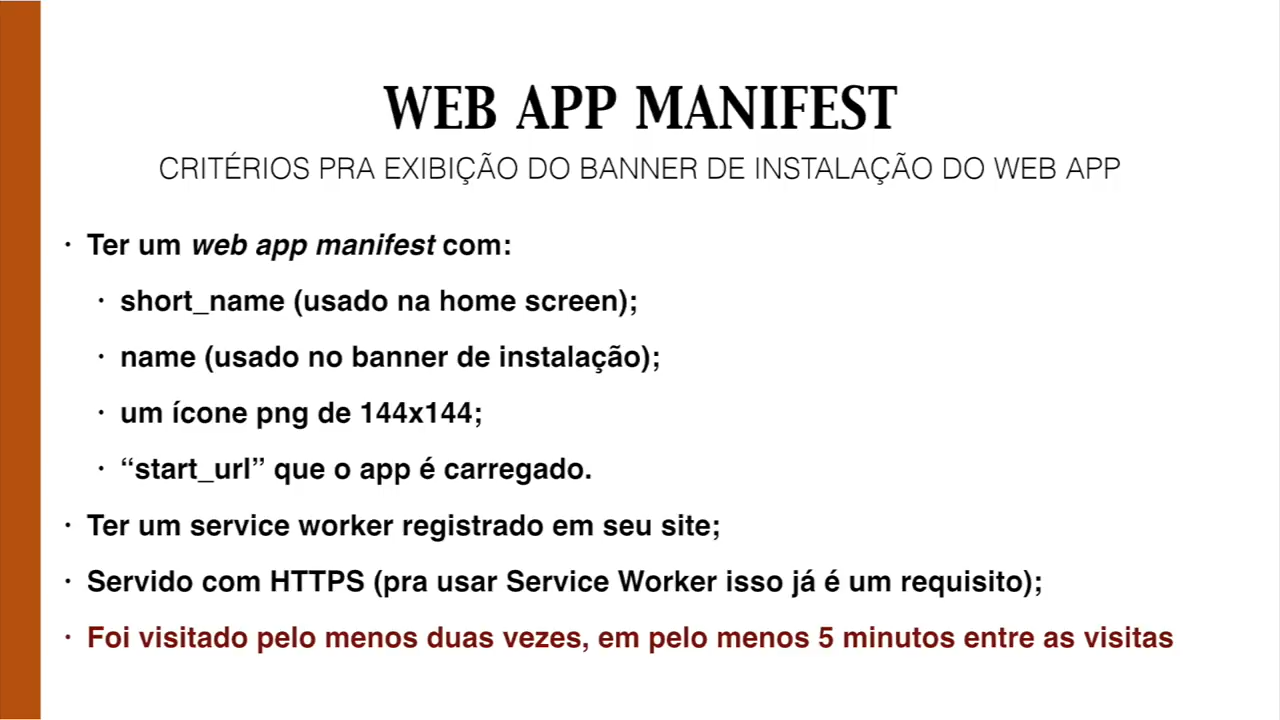 WEB APP MANIFEST
CRITÉRIOS PRA EXIBIÇÃO DO BANNER DE INSTALAÇÃO DO WEB APP
· Ter um web app manifest com:
· short_name (usado na home screen);
· name (usado no banner de instalação);
· um ícone png de 144x144;
· “start_url” que o app é carregado.
· Ter um service worker registrado em seu site;
· Servido com HTTPS (pra usar Service Worker isso já é um requisito);
· Foi visitado pelo menos duas vezes, em pelo menos 5 minutos entre as visitas